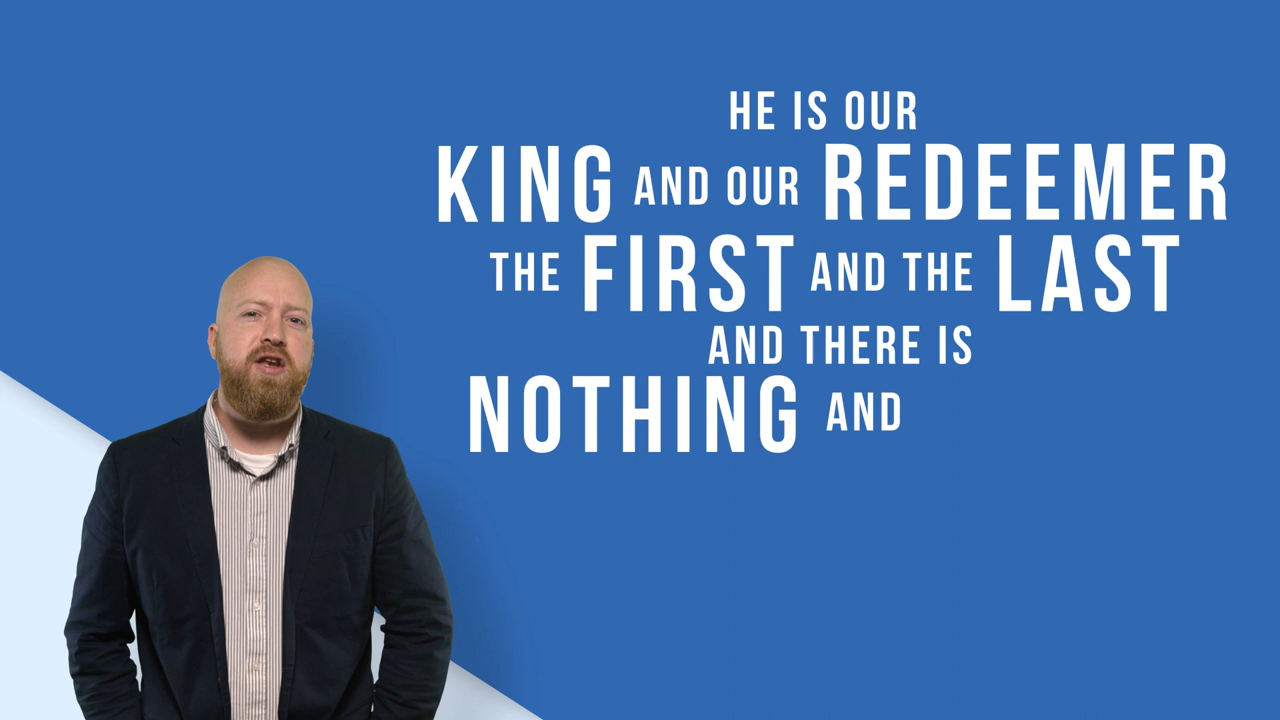 HE IS OUR
KING AND OUR REDEEMER
THE FIRST AND THE LAST
AND THERE IS
NOTHING AND